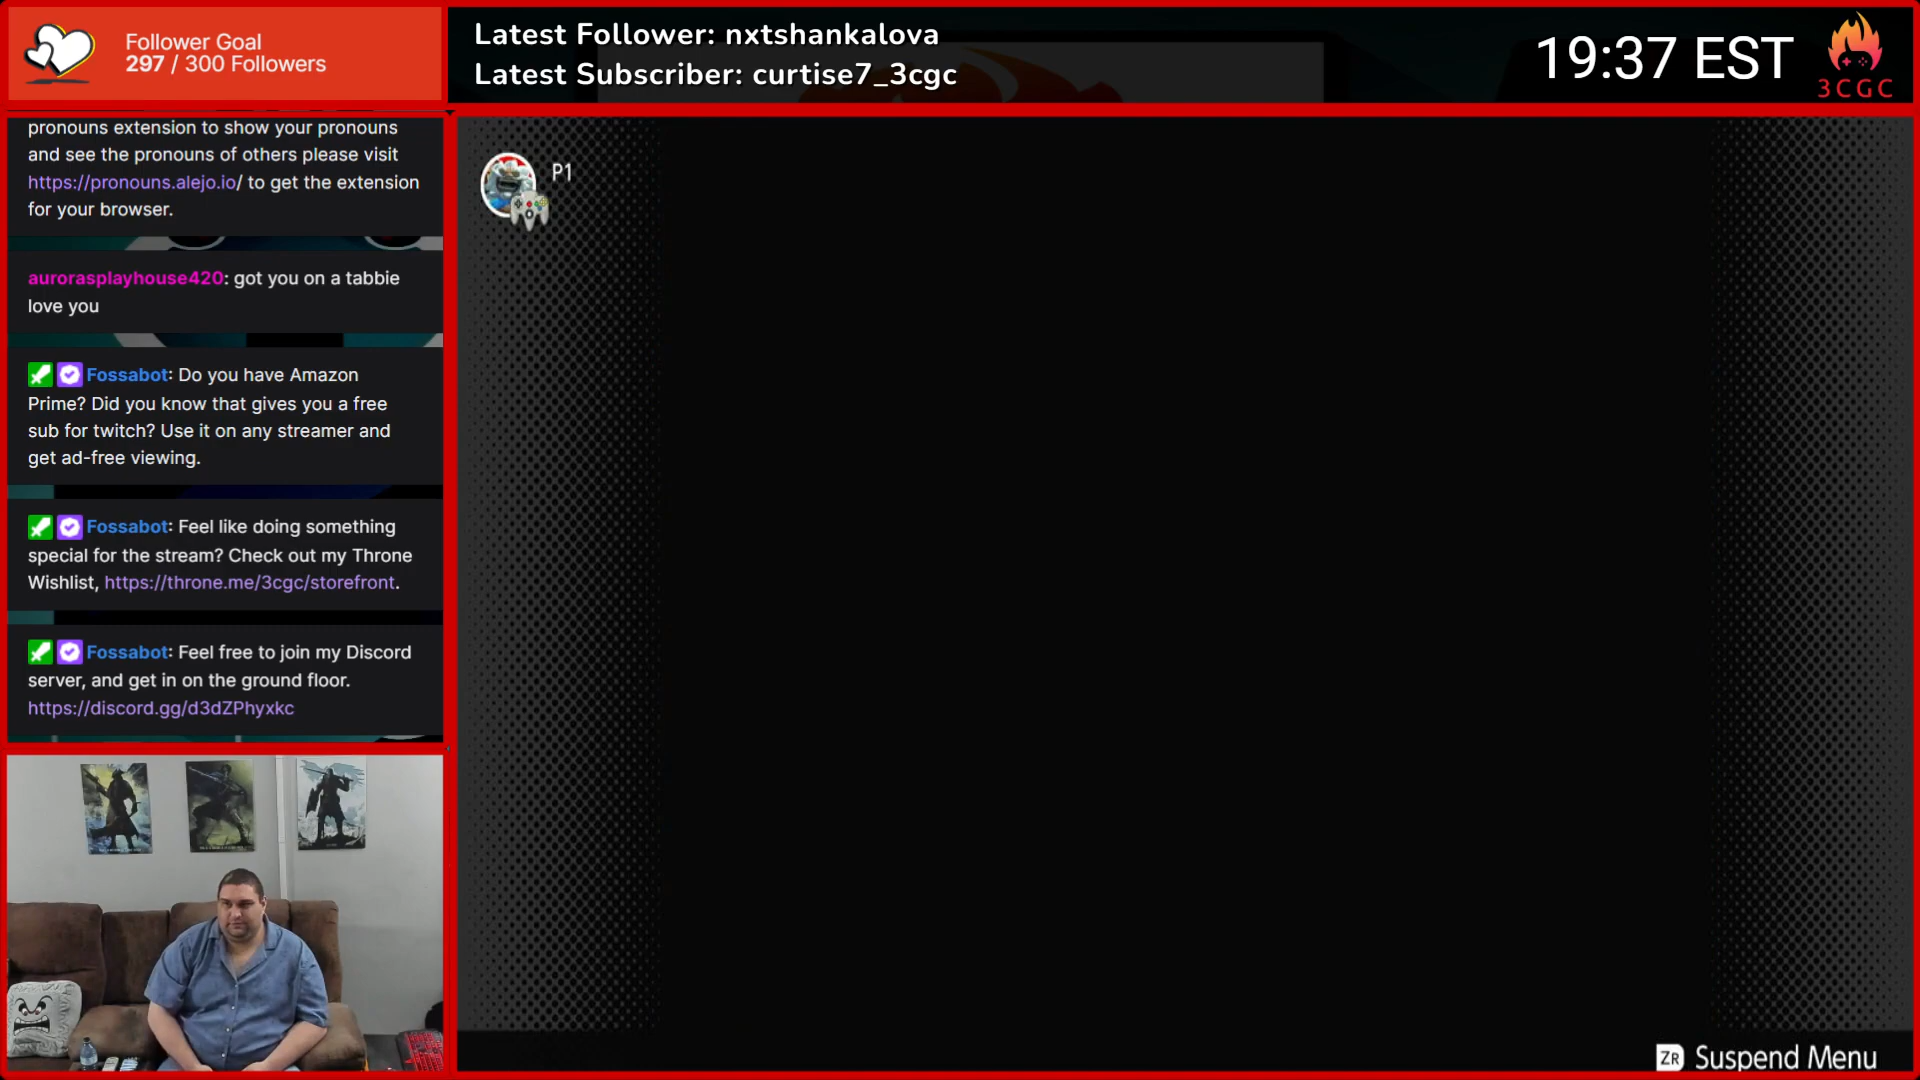 Follower Goal
297 / 300 Followers
Latest Follower: nxtshankalova
Latest Subscriber: curtise7_3cgc
19:37 EST
3CGC
pronouns extension to show your pronouns
and see the pronouns of others please visit
https://pronouns.alejo.io/ to get the extension
for your browser.
aurorasplayhouse420: got you on a tabbie
love you
Fossabot: Do you have Amazon
Prime? Did you know that gives you a free
sub for twitch? Use it on any streamer and
get ad-free viewing.
Fossabot: Feel like doing something
special for the stream? Check out my Throne
Wishlist, https://throne.me/3cgc/storefront.
Fossabot: Feel free to join my Discord
server, and get in on the ground floor.
https://discord.gg/d3dZPhyxkc
P1
ZR Suspend Menu